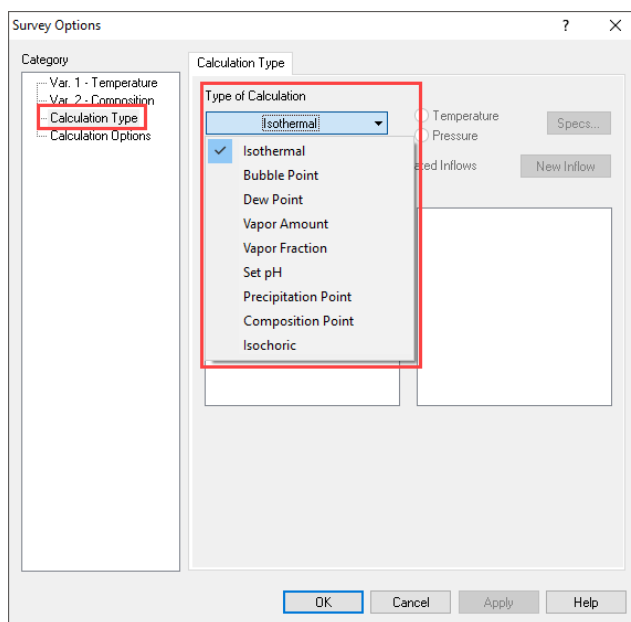 Survey Options
? ×
Category
Var. 1 - Temperature
Var. 2 - Composition
Calculation Type
Calculation Options
Calculation Type
Type of Calculation
Isothermal
Temperature
Pressure
Specs...
ated Inflows
New Inflow
Isothermal
Bubble Point
Dew Point
Vapor Amount
Vapor Fraction
Set pH
Precipitation Point
Composition Point
Isochoric
OK
Cancel
Apply
Help